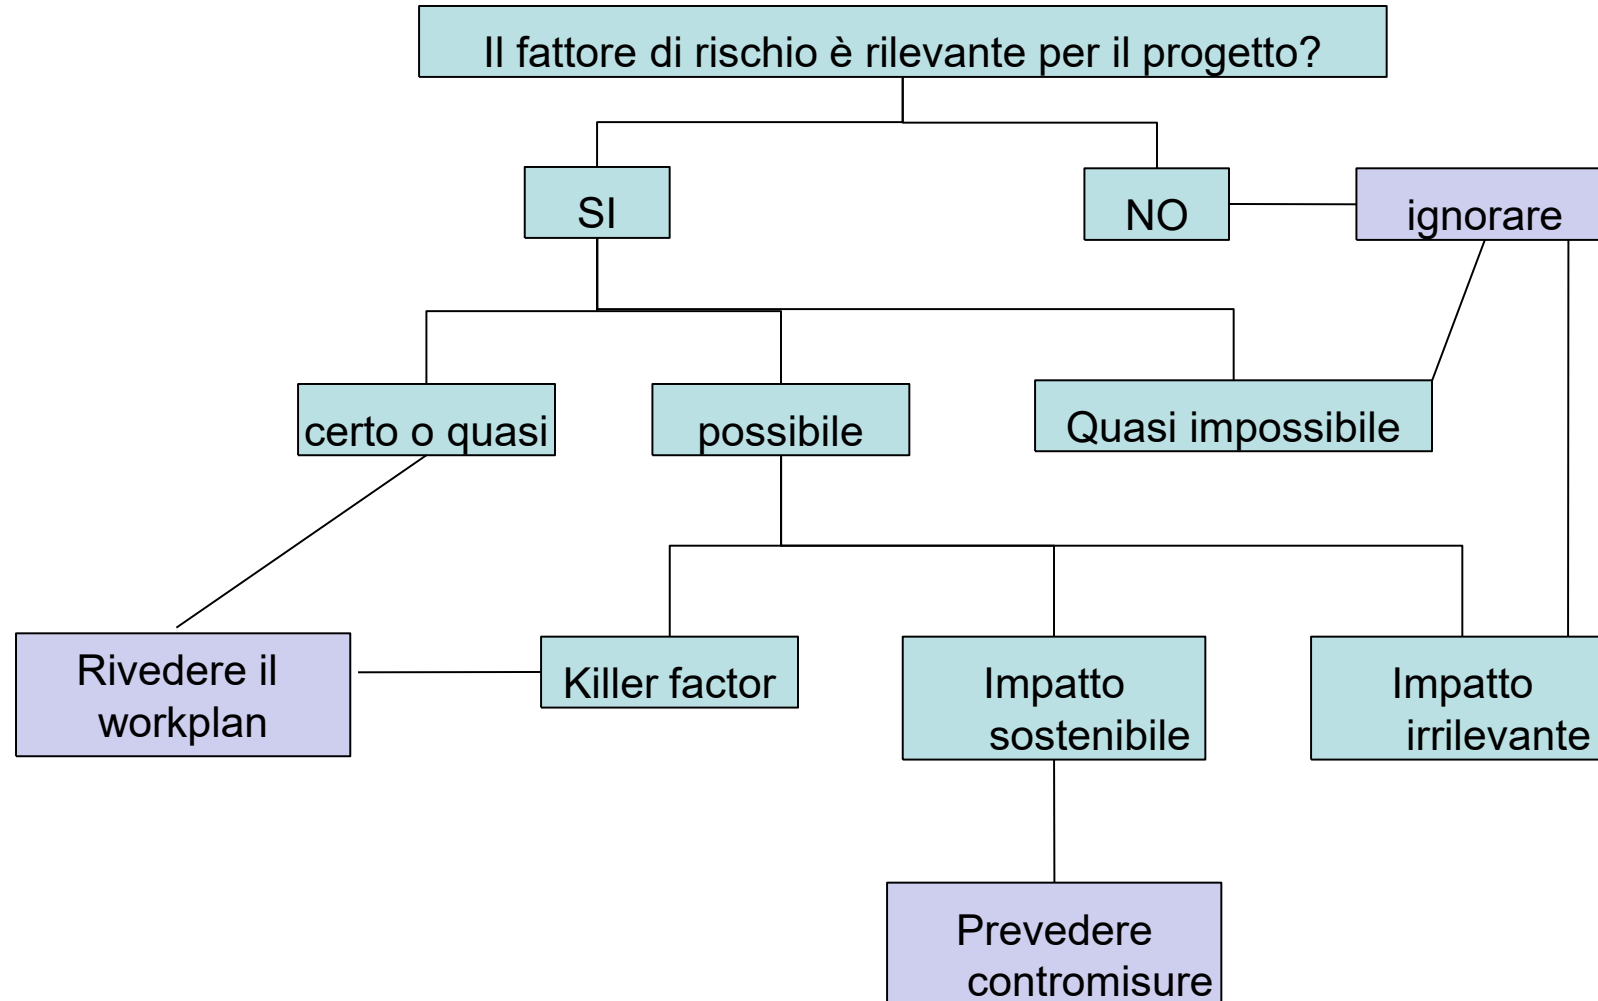 Il fattore di rischio è rilevante per il progetto?
SI
NO
ignorare
certo o quasi
possibile
Quasi impossibile
Rivedere il
workplan
Killer factor
Impatto
sostenibile
Impatto
irrilevante
Prevedere
contromisure